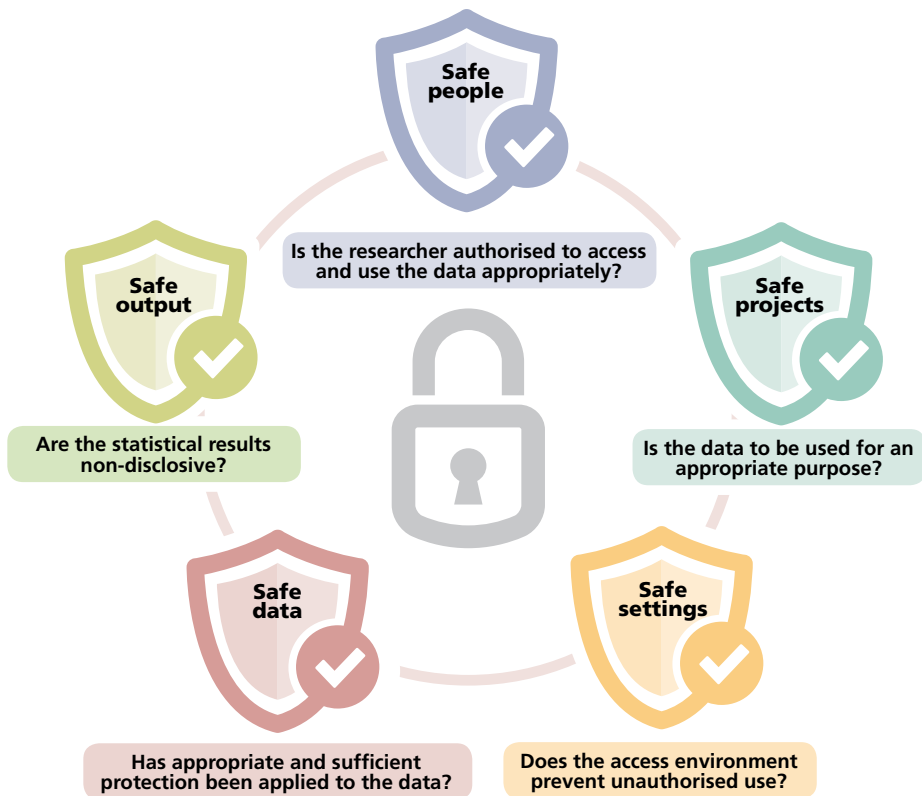 Safe
people
Is the researcher authorised to access
and use the data appropriately?
Safe
projects
Is the data to be used for an
appropriate purpose?
Safe
settings
Does the access environment
prevent unauthorised use?
Safe
data
Has appropriate and sufficient
protection been applied to the data?
Safe
output
Are the statistical results
non-disclosive?